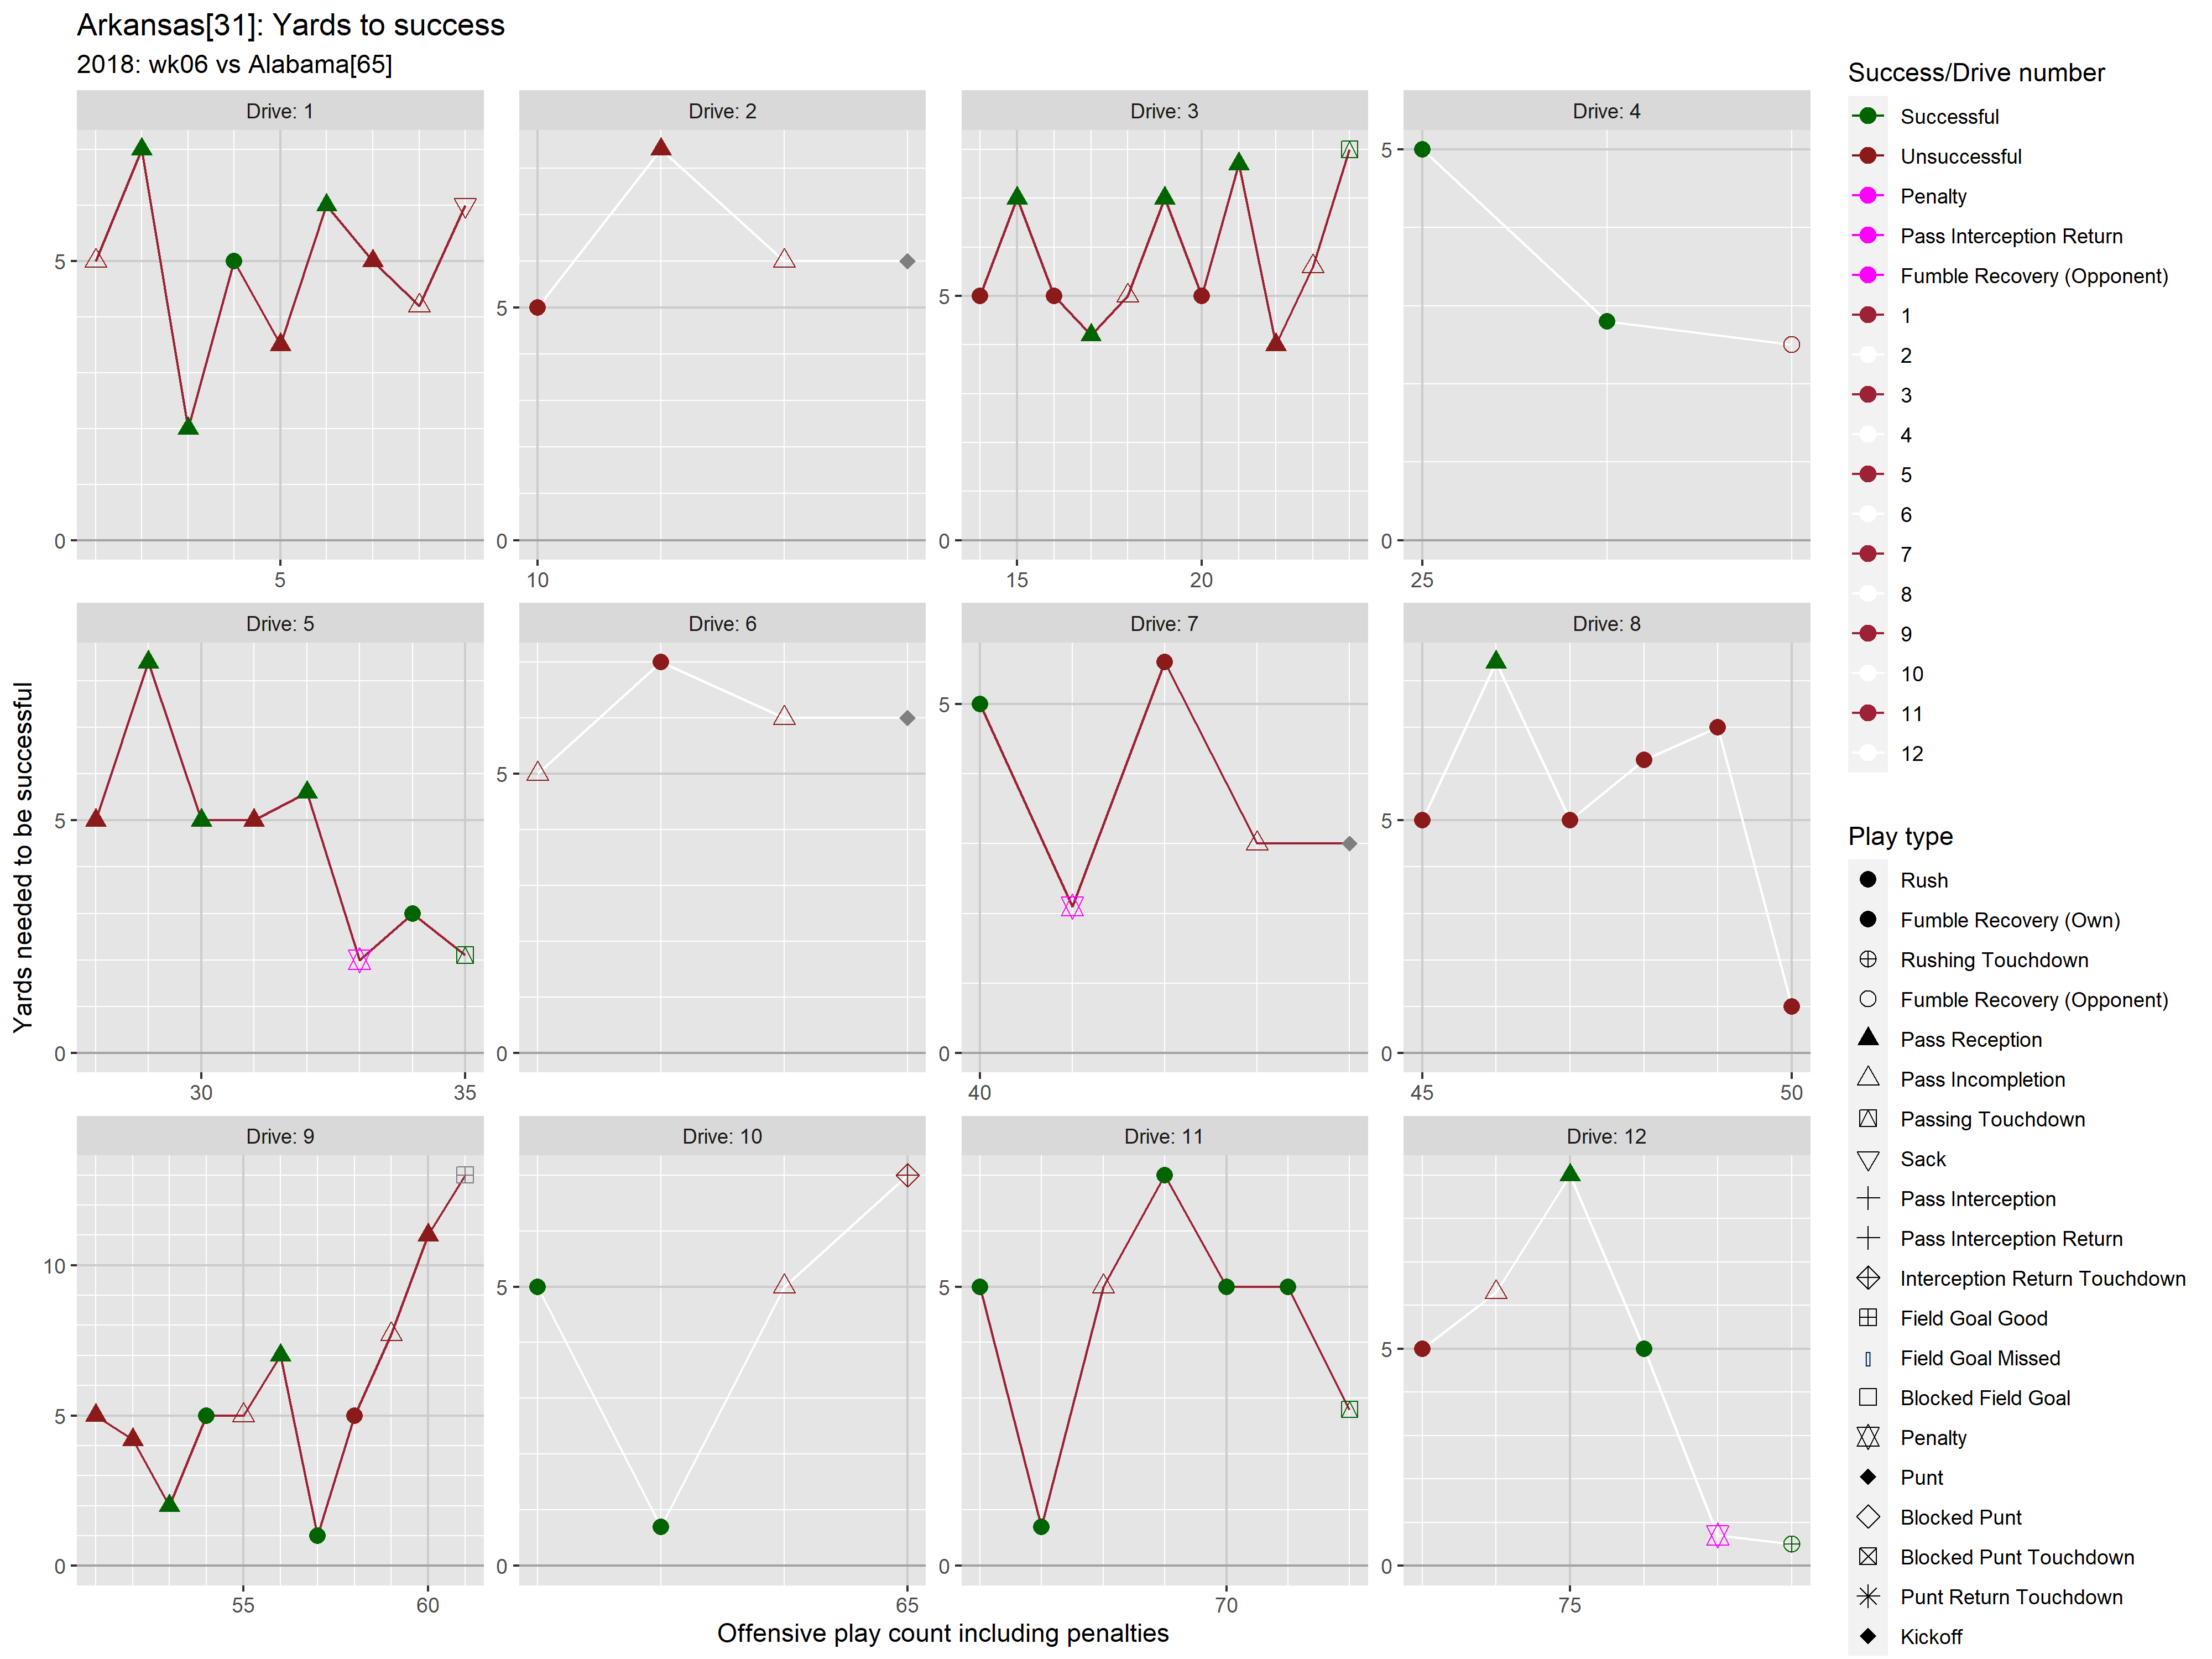 Arkansas[31]: Yards to success
2018: wk06 vs Alabama[65]
Drive: 1
Drive: 2
Drive: 3
Drive: 4
5
0
5
5
0
10
5
0
15
20
5
0
25
Drive: 5
Drive: 6
Drive: 7
Drive: 8
5
0
30
35
5
0
5
0
40
5
0
45
50
Drive: 9
Drive: 10
Drive: 11
Drive: 12
10
5
0
55
60
5
0
65
5
0
70
5
0
75
Yards needed to be successful
Offensive play count including penalties
Success/Drive number
Successful
Unsuccessful
Penalty
Pass Interception Return
Fumble Recovery (Opponent)
1
2
3
4
5
6
7
8
9
10
11
12
Play type
Rush
Fumble Recovery (Own)
Rushing Touchdown
Fumble Recovery (Opponent)
Pass Reception
Pass Incompletion
Passing Touchdown
Sack
Pass Interception
Pass Interception Return
Interception Return Touchdown
Field Goal Good
Field Goal Missed
Blocked Field Goal
Penalty
Punt
Blocked Punt
Blocked Punt Touchdown
Punt Return Touchdown
Kickoff